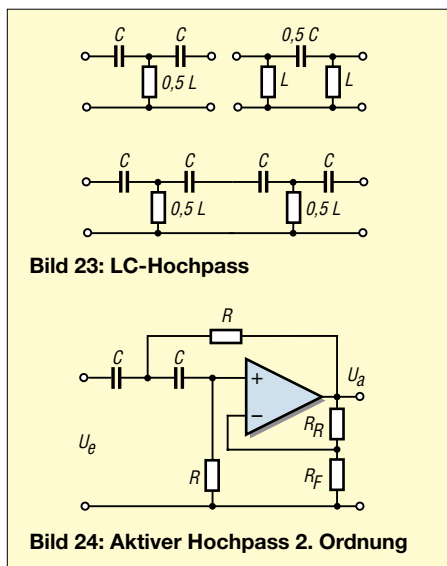 C C 0,5 C
0,5 L L L
C C C C
0,5 L 0,5 L
Bild 23: LC-Hochpass
R
C C
+
−
U_a
R_R
U_e
R
R_F
Bild 24: Aktiver Hochpass 2. Ordnung